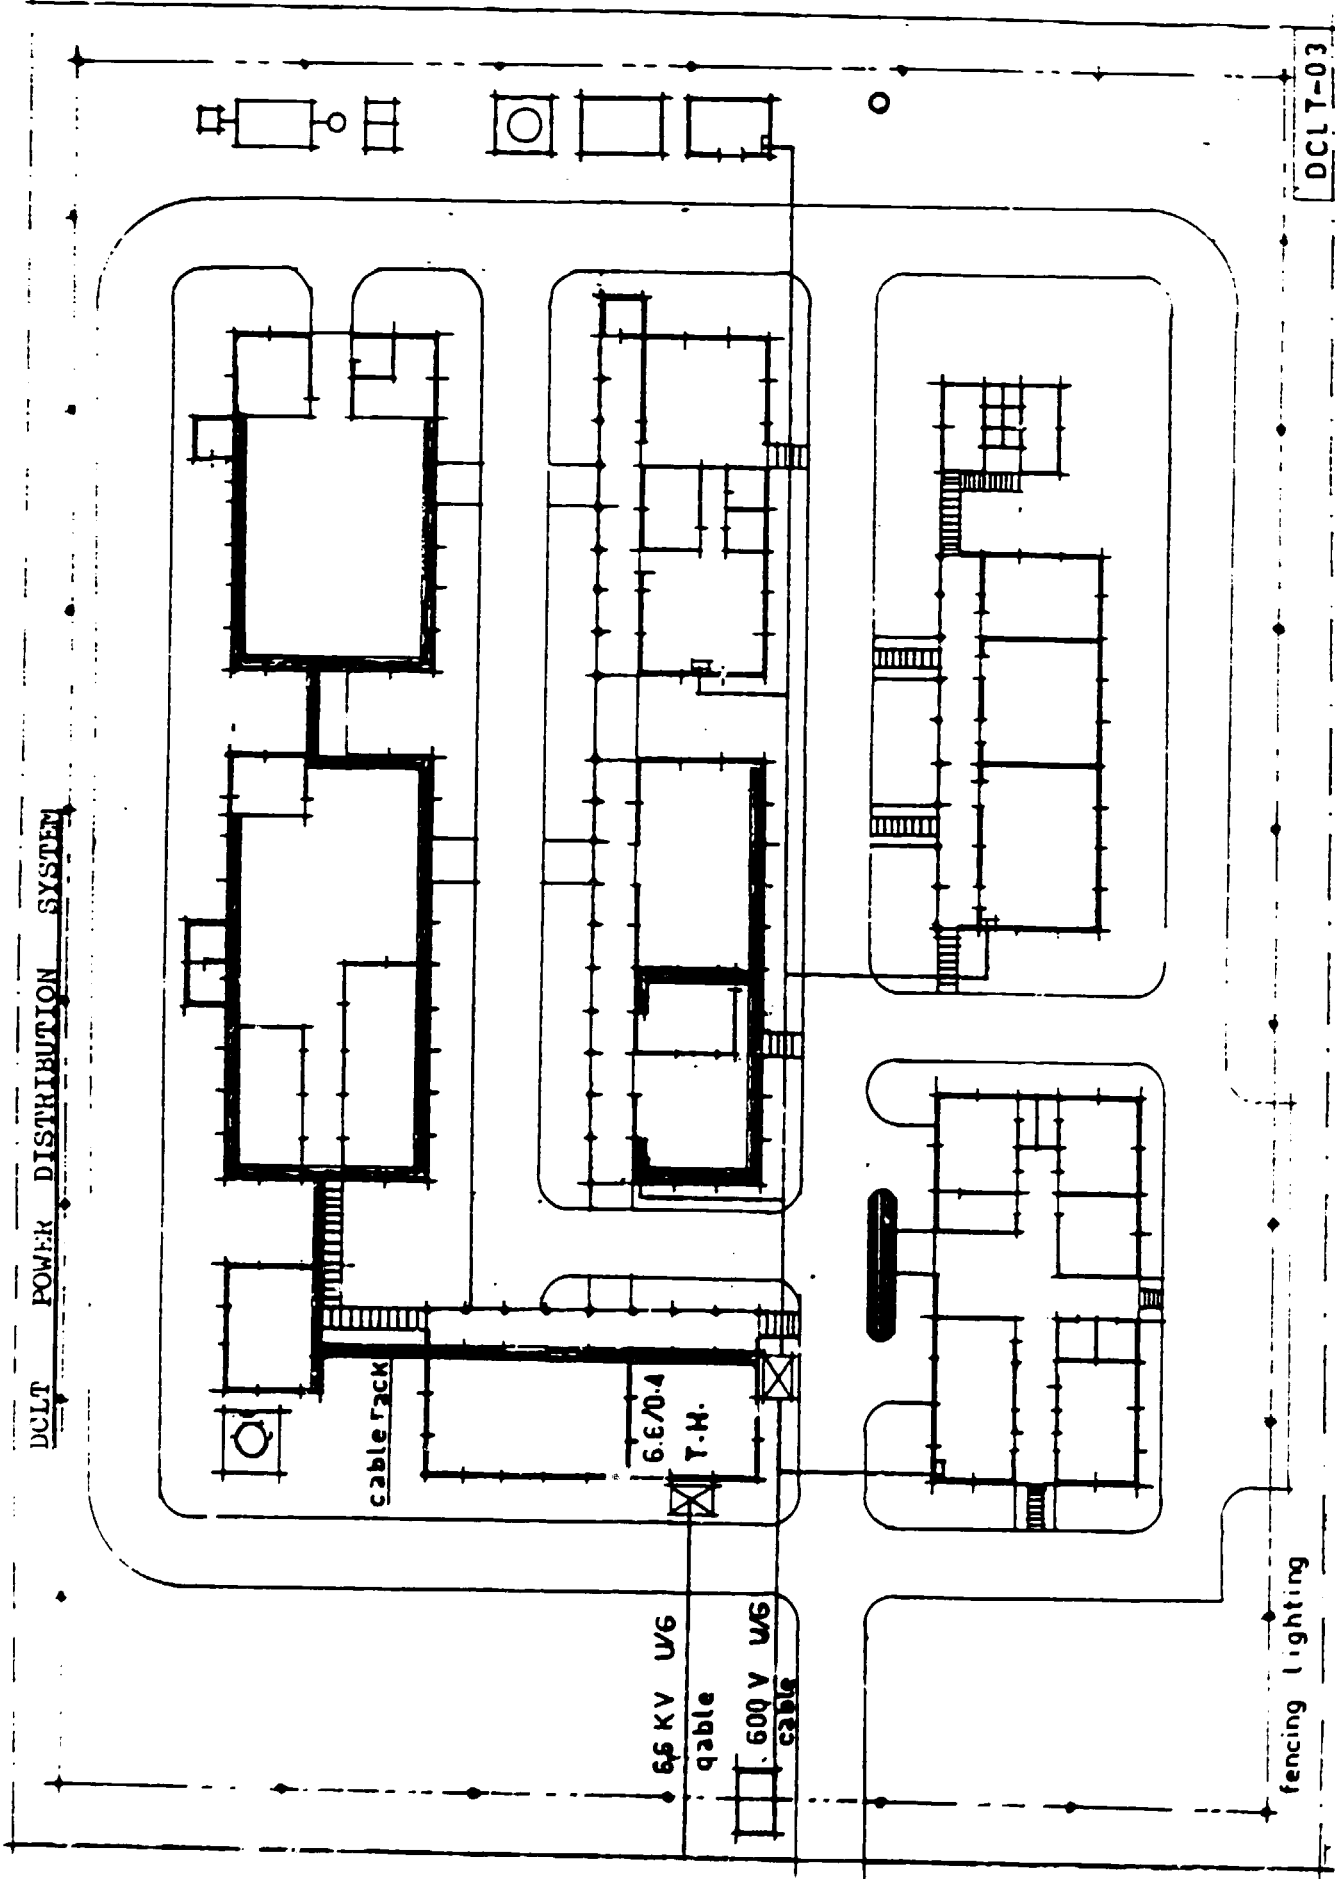 DCLT POWER DISTRIBUTION SYSTEM
cable rack
6.6/0.4
T.H.
6.6 KV U/G
cable
600 V U/G
cable
fencing lighting
DCLT-03